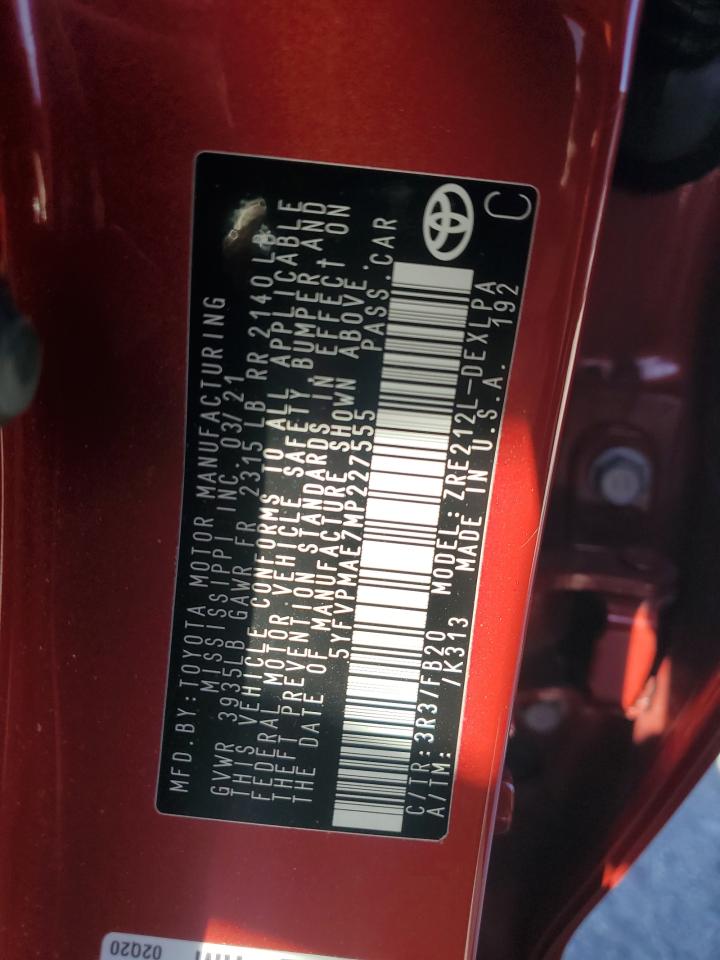 MFD.BY:TOYOTA MOTOR MANUFACTURING
MISSISSIPPI INC. 03/21
GVWR 3935LB GAWR FR 2315 LB RR 2140 LB
THIS VEHICLE CONFORMS TO ALL APPLICABLE
FEDERAL MOTOR VEHICLE SAFETY, BUMPER AND
THEFT PREVENTION STANDARDS IN EFFECT ON
THE DATE OF MANUFACTURE SHOWN ABOVE.
5YFVPMAE7MP227555 PASS.CAR
C/TR:3R3/FB20 MODEL:ZRE212L-DEXLPA
A/TM: /K313 MADE IN U.S.A. 192
C
02Q20